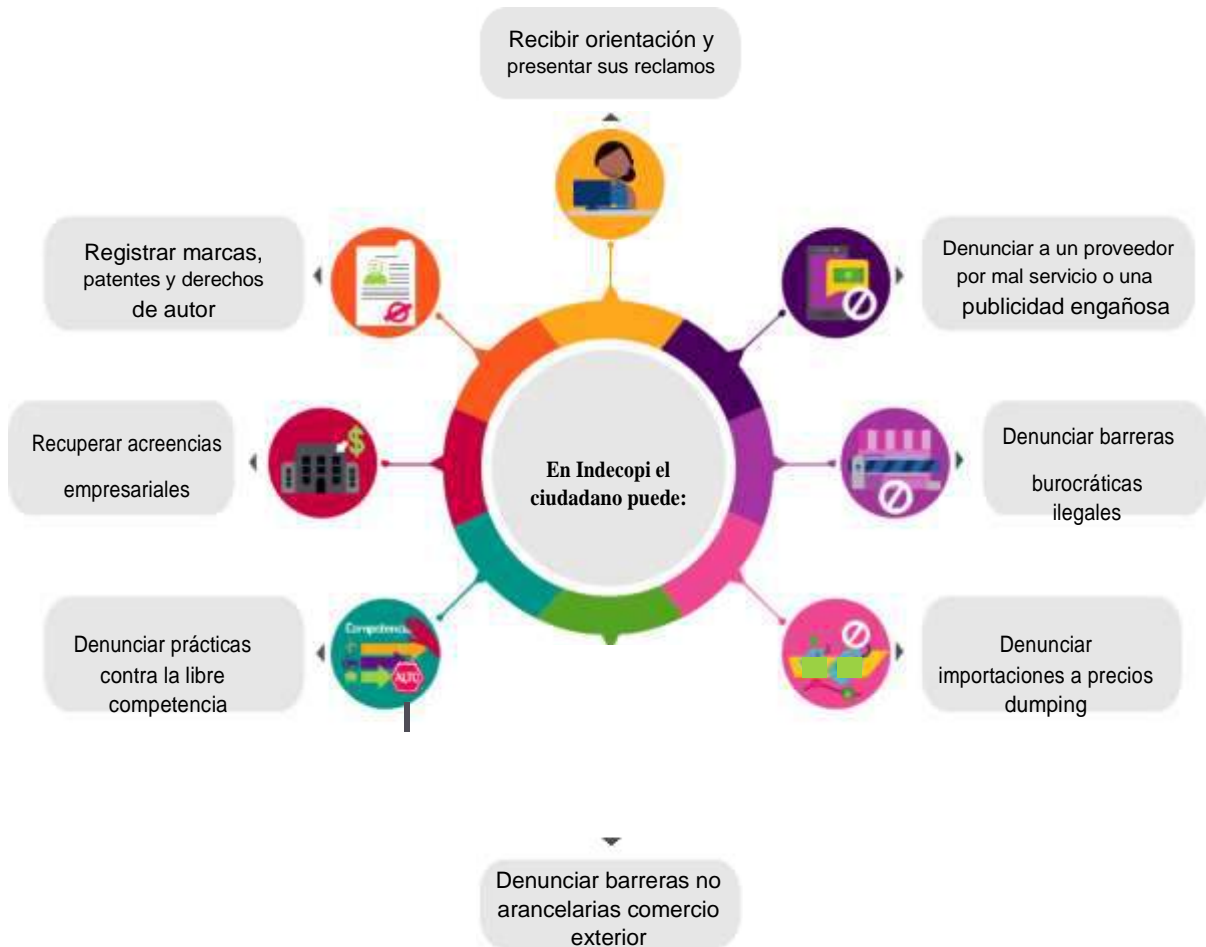 Recibir orientación y
presentar sus reclamos
Registrar marcas,
patentes y derechos
de autor
Denunciar a un proveedor
por mal servicio o una
publicidad engañosa
Recuperar acreencias
empresariales
En Indecopi el
ciudadano puede:
Denunciar barreras
burocráticas
ilegales
Denunciar prácticas
contra la libre
competencia
Competencia
ALTO
Denunciar
importaciones a precios
dumping
Denunciar barreras no
arancelarias comercio
exterior